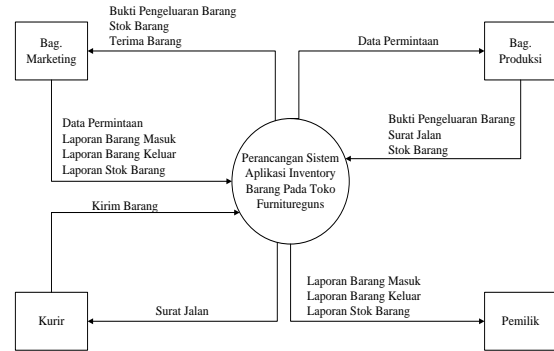 Bukti Pengeluaran Barang
Stok Barang
Terima Barang
Bag.
Marketing
Data Permintaan
Bag.
Produksi
Data Permintaan
Laporan Barang Masuk
Laporan Barang Keluar
Laporan Stok Barang
Bukti Pengeluaran Barang
Surat Jalan
Stok Barang
Perancangan Sistem
Aplikasi Inventory
Barang Pada Toko
Furnitureguns
Kirim Barang
Kurir
Surat Jalan
Laporan Barang Masuk
Laporan Barang Keluar
Laporan Stok Barang
Pemilik